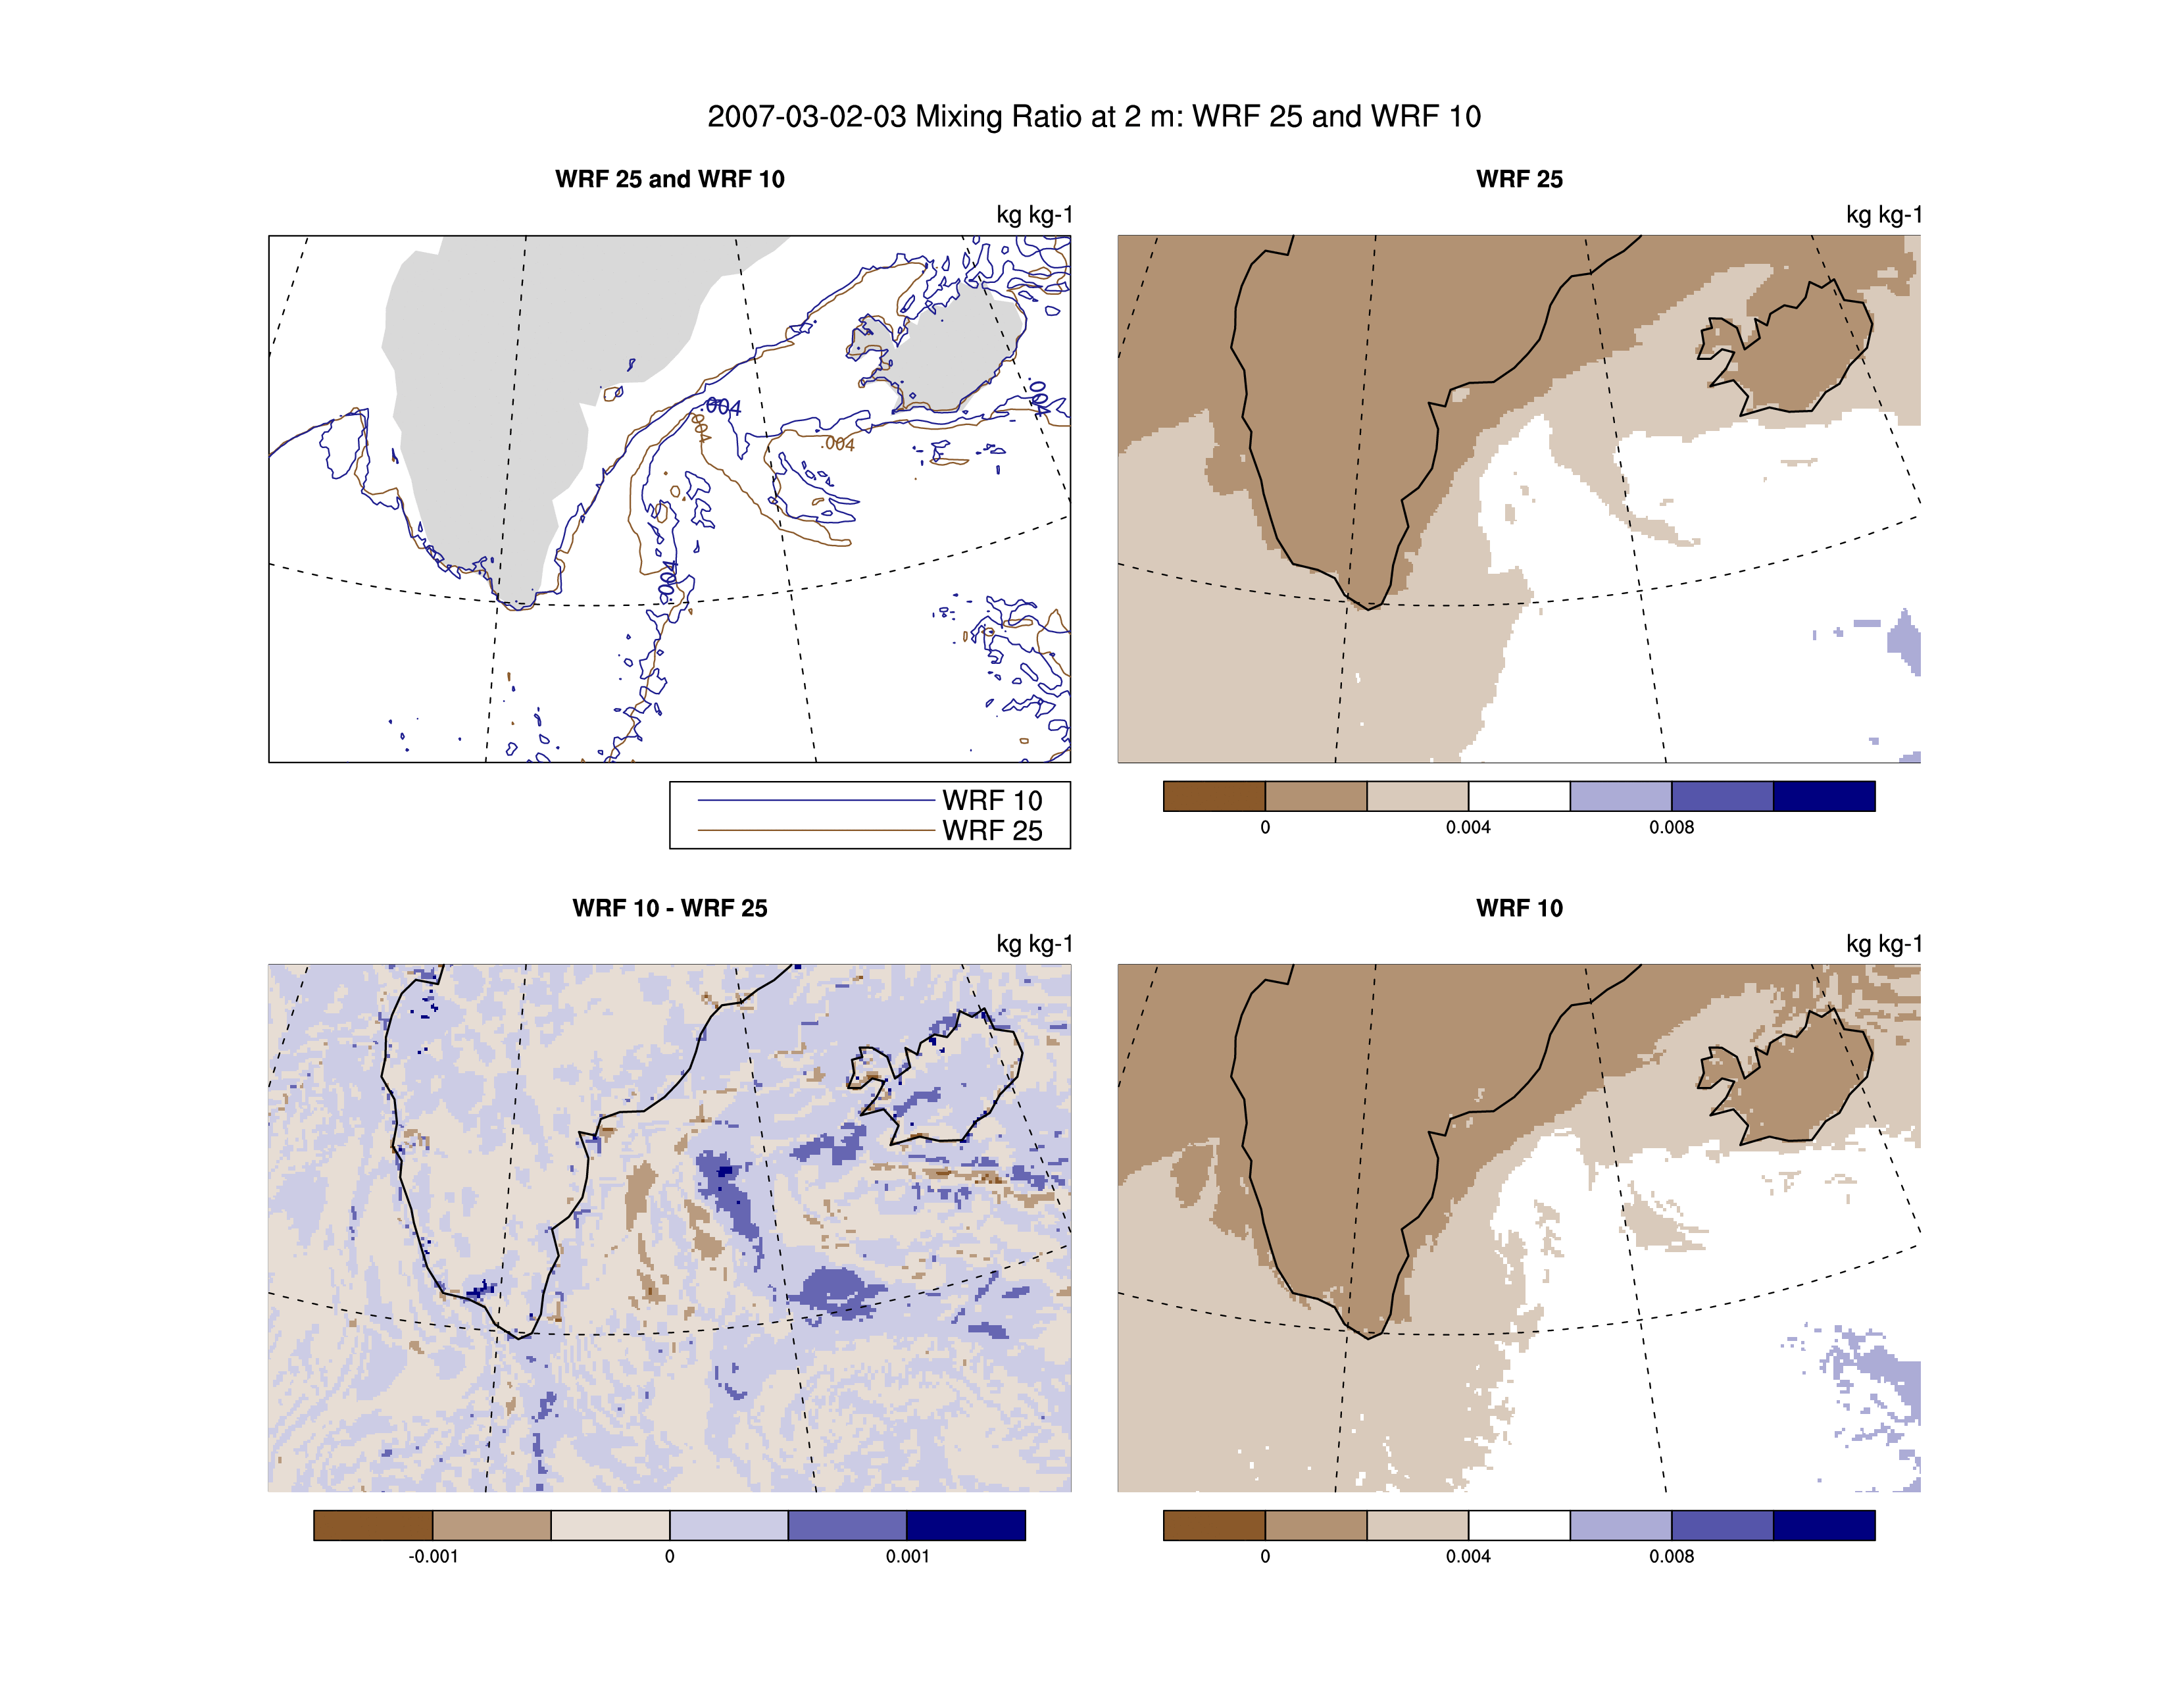 2007-03-02-03 Mixing Ratio at 2 m: WRF 25 and WRF 10
WRF 25 and WRF 10
kg kg-1
.004
.004
.004
.004
.004
WRF 10
WRF 25
WRF 25
kg kg-1
0 0.004 0.008
WRF 10 - WRF 25
kg kg-1
-0.001 0 0.001
WRF 10
kg kg-1
0 0.004 0.008